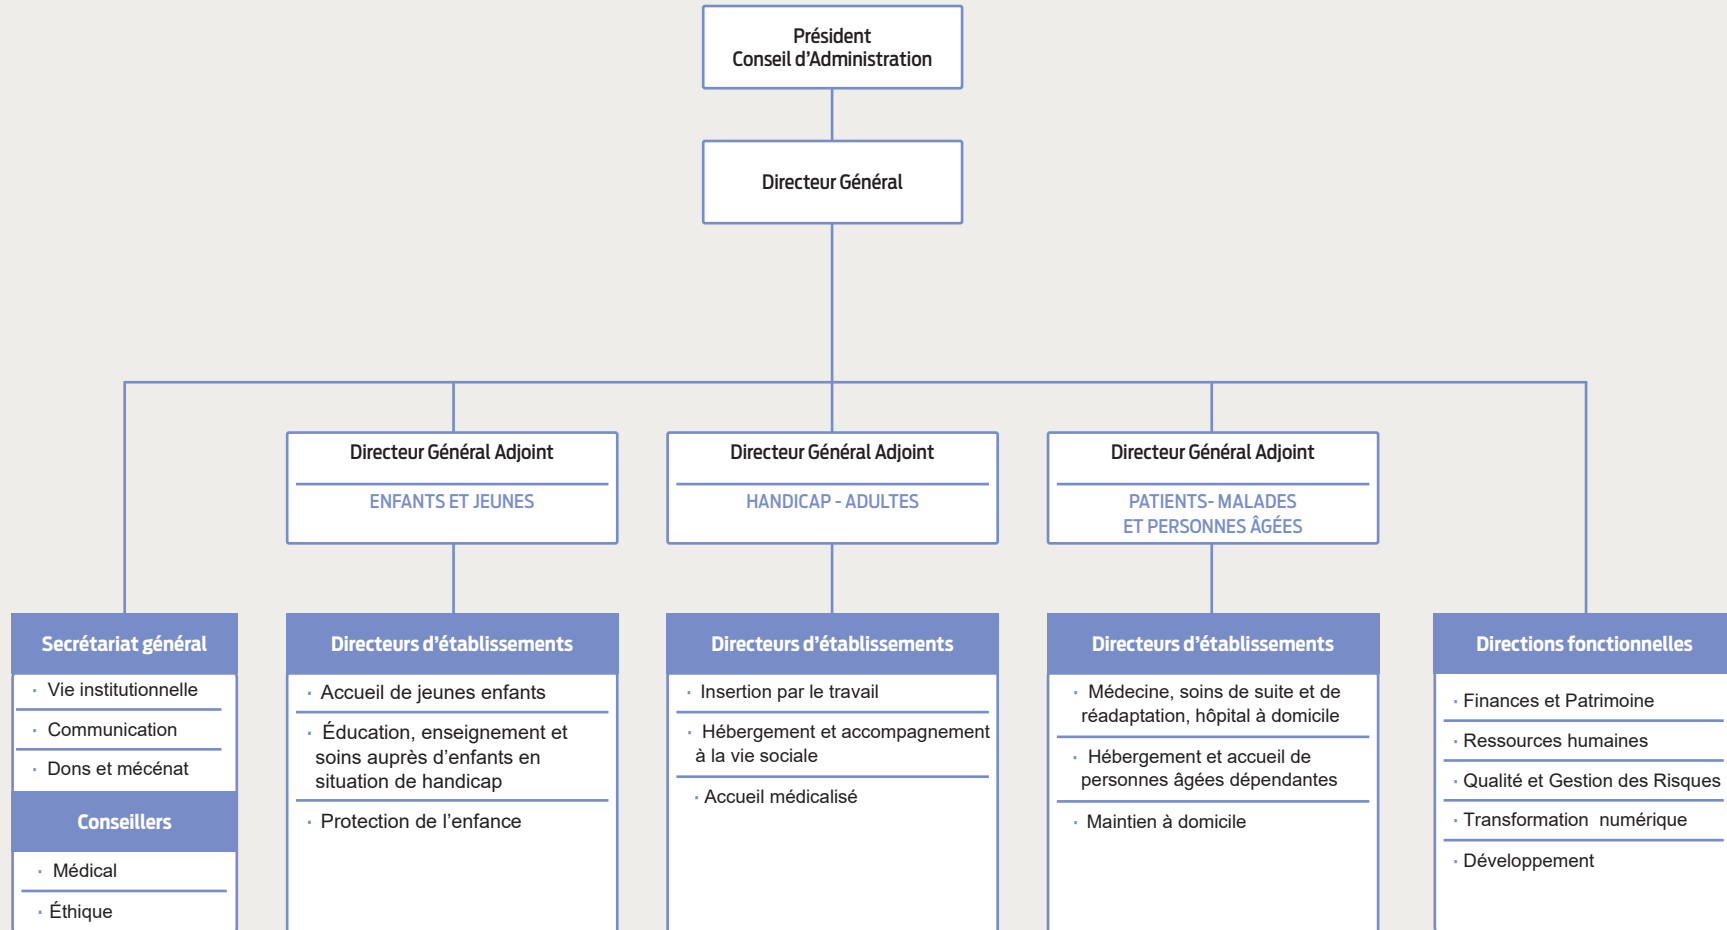 Président
Conseil d’Administration
Directeur Général
Directeur Général Adjoint
ENFANTS ET JEUNES
Directeur Général Adjoint
HANDICAP - ADULTES
Directeur Général Adjoint
PATIENTS- MALADES
ET PERSONNES ÂGÉES
Secrétariat général
· Vie institutionnelle
· Communication
· Dons et mécénat
Conseillers
· Médical
· Éthique
Directeurs d’établissements
· Accueil de jeunes enfants
· Éducation, enseignement et
soins auprès d’enfants en
situation de handicap
· Protection de l’enfance
Directeurs d’établissements
· Insertion par le travail
· Hébergement et accompagnement
à la vie sociale
· Accueil médicalisé
Directeurs d’établissements
· Médecine, soins de suite et de
réadaptation, hôpital à domicile
· Hébergement et accueil de
personnes âgées dépendantes
· Maintien à domicile
Directions fonctionnelles
· Finances et Patrimoine
· Ressources humaines
· Qualité et Gestion des Risques
· Transformation numérique
· Développement